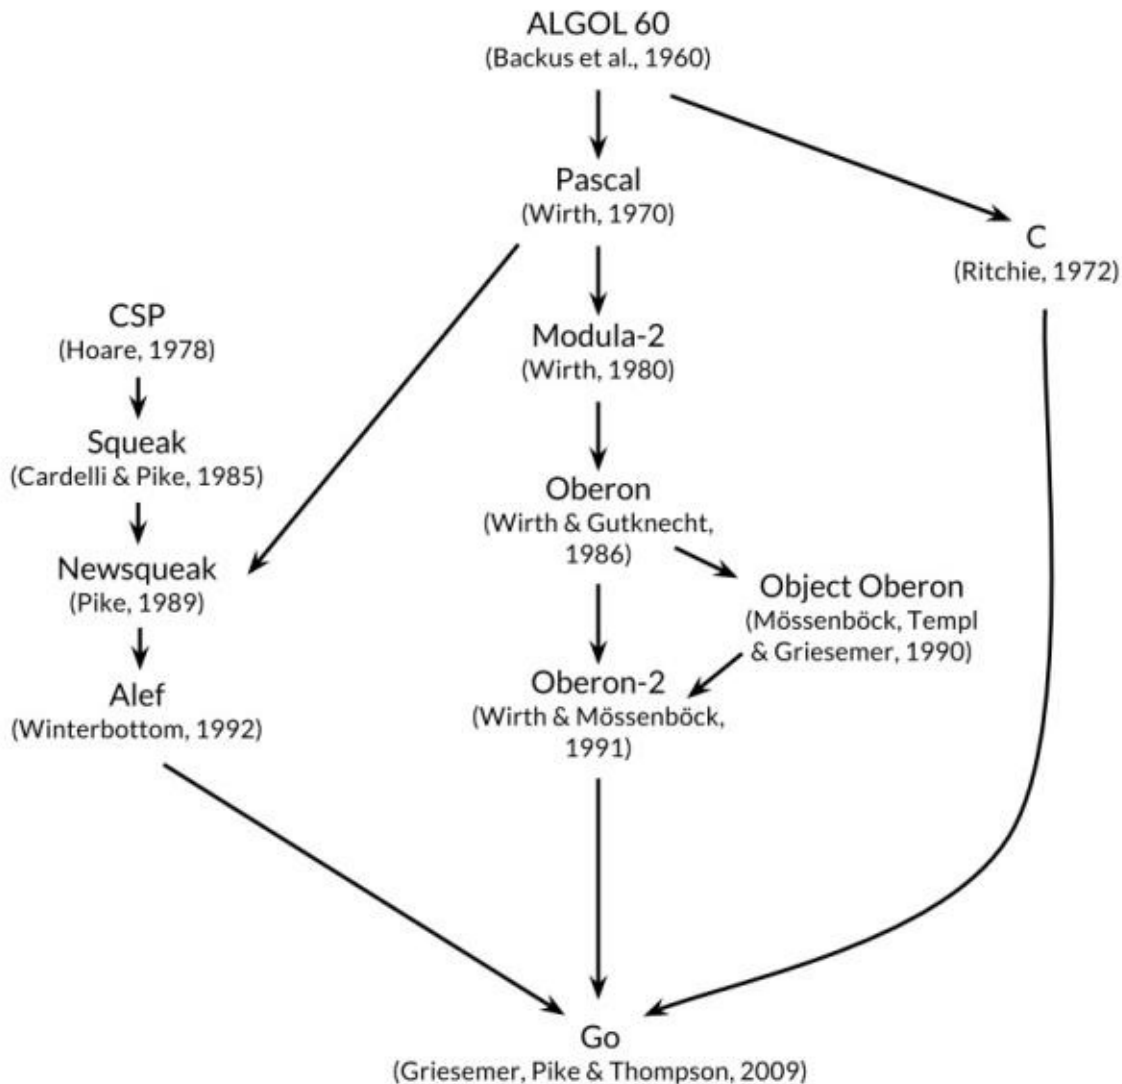 ALGOL 60
(Backus et al., 1960)
Pascal
(Wirth, 1970)
C
(Ritchie, 1972)
CSP
(Hoare, 1978)
Modula-2
(Wirth, 1980)
Squeak
(Cardelli & Pike, 1985)
Oberon
(Wirth & Gutknecht,
1986)
Newsqueak
(Pike, 1989)
Object Oberon
(Mössenböck, Templ
& Griesemer, 1990)
Alef
(Winterbottom, 1992)
Oberon-2
(Wirth & Mössenböck,
1991)
Go
(Griesemer, Pike & Thompson, 2009)